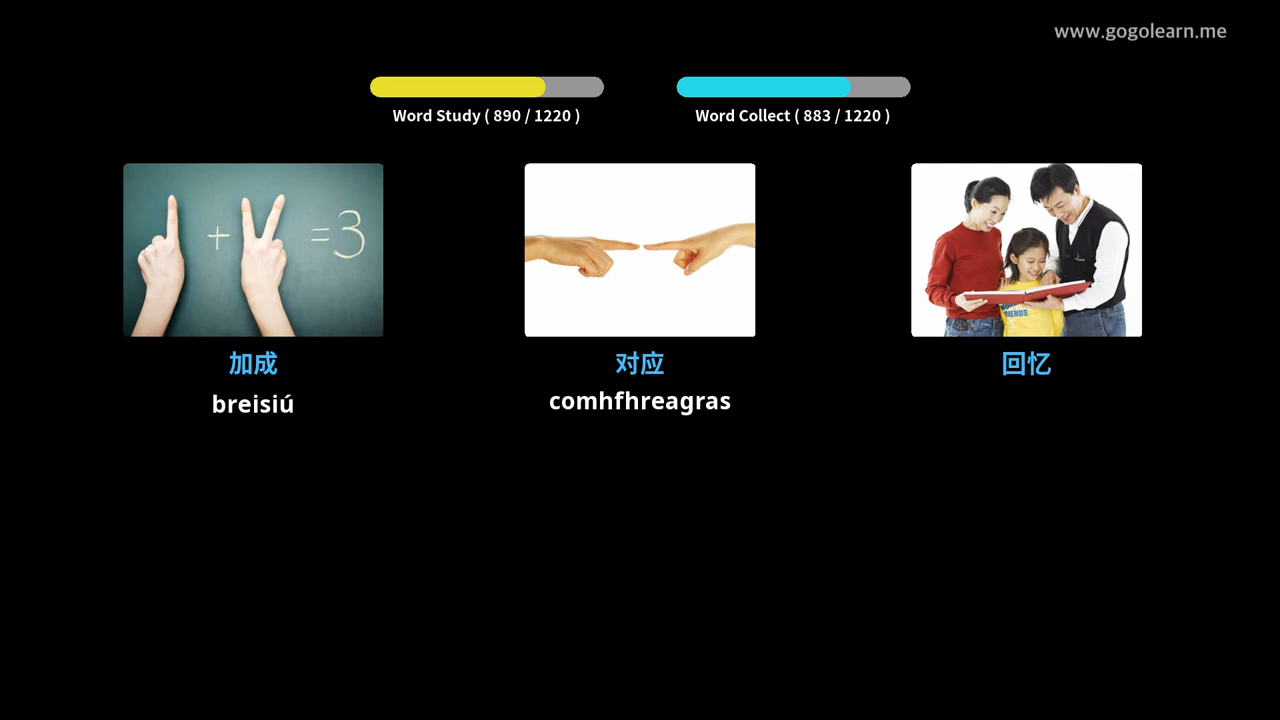 www.gogolearn.me
Word Study ( 890 / 1220 )
Word Collect ( 883 / 1220 )
+ = 3
加成
对应
回忆
breisiú
comhfhreagras